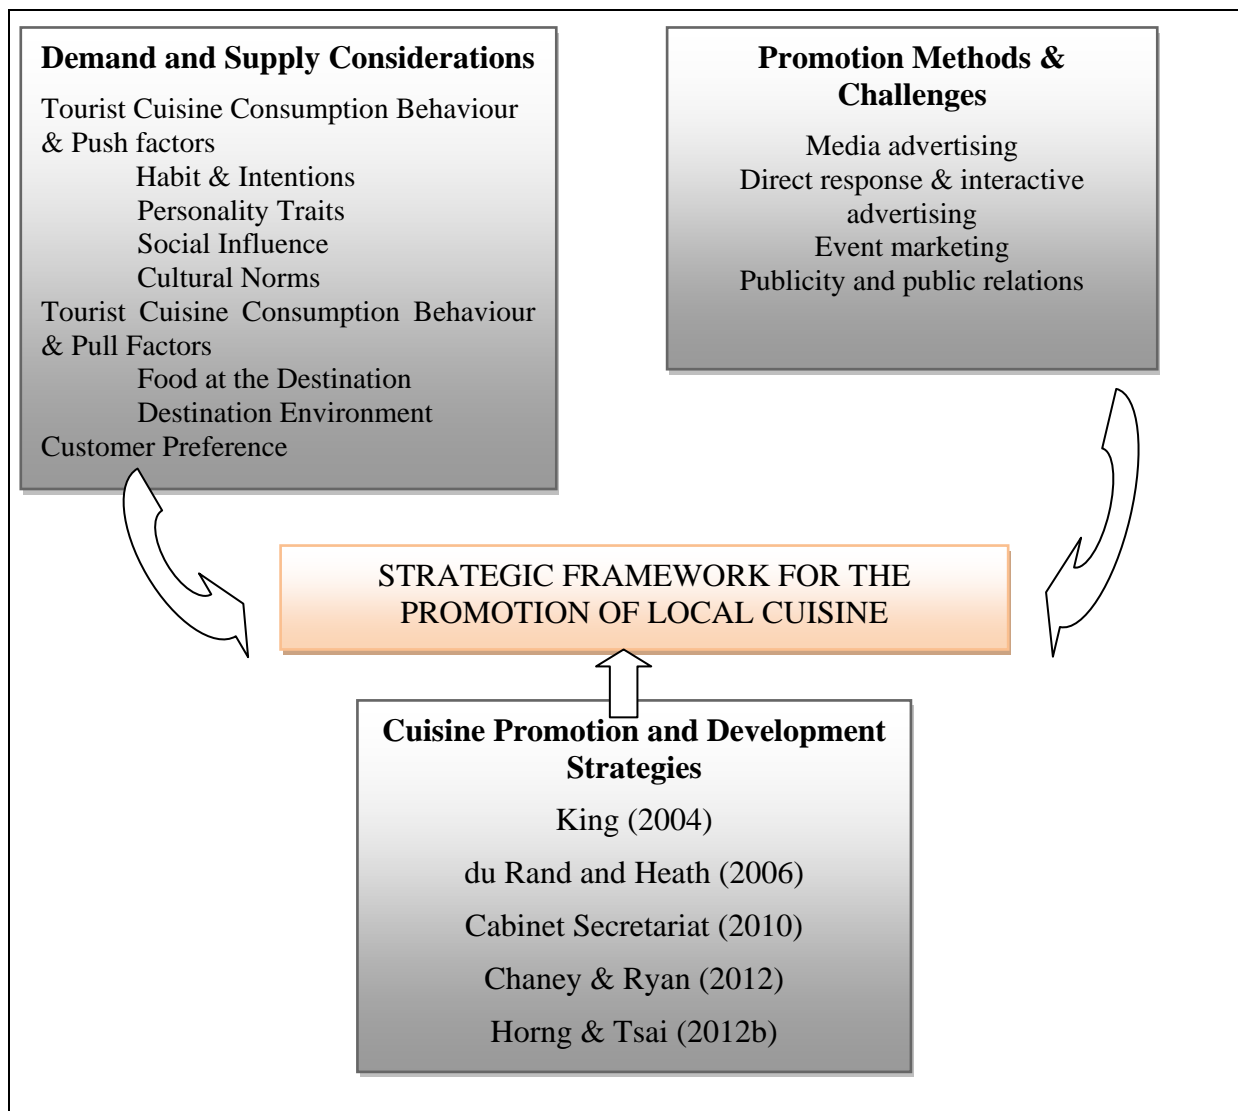 Demand and Supply Considerations
Tourist Cuisine Consumption Behaviour
& Push factors
Habit & Intentions
Personality Traits
Social Influence
Cultural Norms
Tourist Cuisine Consumption Behaviour
& Pull Factors
Food at the Destination
Destination Environment
Customer Preference
Promotion Methods &
Challenges
Media advertising
Direct response & interactive
advertising
Event marketing
Publicity and public relations
STRATEGIC FRAMEWORK FOR THE
PROMOTION OF LOCAL CUISINE
Cuisine Promotion and Development
Strategies
King (2004)
du Rand and Heath (2006)
Cabinet Secretariat (2010)
Chaney & Ryan (2012)
Horng & Tsai (2012b)